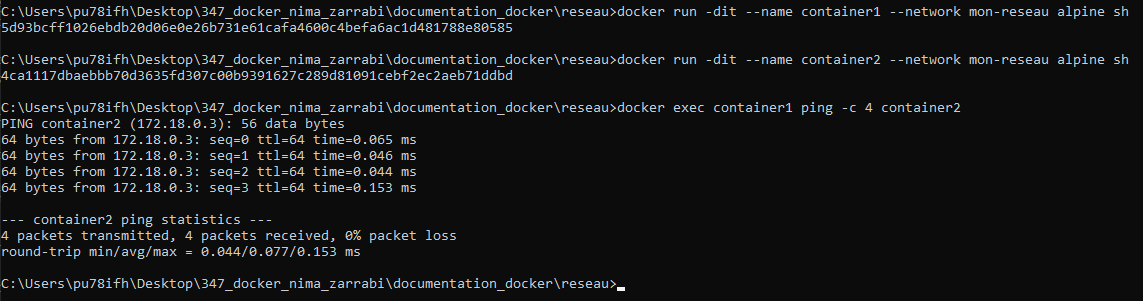 C:\Users\pu78ifh\Desktop\347_docker_nima_zarrabi\documentation_docker\reseau>docker run -dit --name container1 --network mon-reseau alpine sh
5d93bcff1026ebdb20d06e0e26b731e61cafa4600c4befa6ac1d481788e80585
C:\Users\pu78ifh\Desktop\347_docker_nima_zarrabi\documentation_docker\reseau>docker run -dit --name container2 --network mon-reseau alpine sh
4ca1117dbaebbb70d3635fd307c00b9391627c289d81091cebf2ec2aeb71ddbd
C:\Users\pu78ifh\Desktop\347_docker_nima_zarrabi\documentation_docker\reseau>docker exec container1 ping -c 4 container2
PING container2 (172.18.0.3): 56 data bytes
64 bytes from 172.18.0.3: seq=0 ttl=64 time=0.065 ms
64 bytes from 172.18.0.3: seq=1 ttl=64 time=0.046 ms
64 bytes from 172.18.0.3: seq=2 ttl=64 time=0.044 ms
64 bytes from 172.18.0.3: seq=3 ttl=64 time=0.153 ms
--- container2 ping statistics ---
4 packets transmitted, 4 packets received, 0% packet loss
round-trip min/avg/max = 0.044/0.077/0.153 ms
C:\Users\pu78ifh\Desktop\347_docker_nima_zarrabi\documentation_docker\reseau>